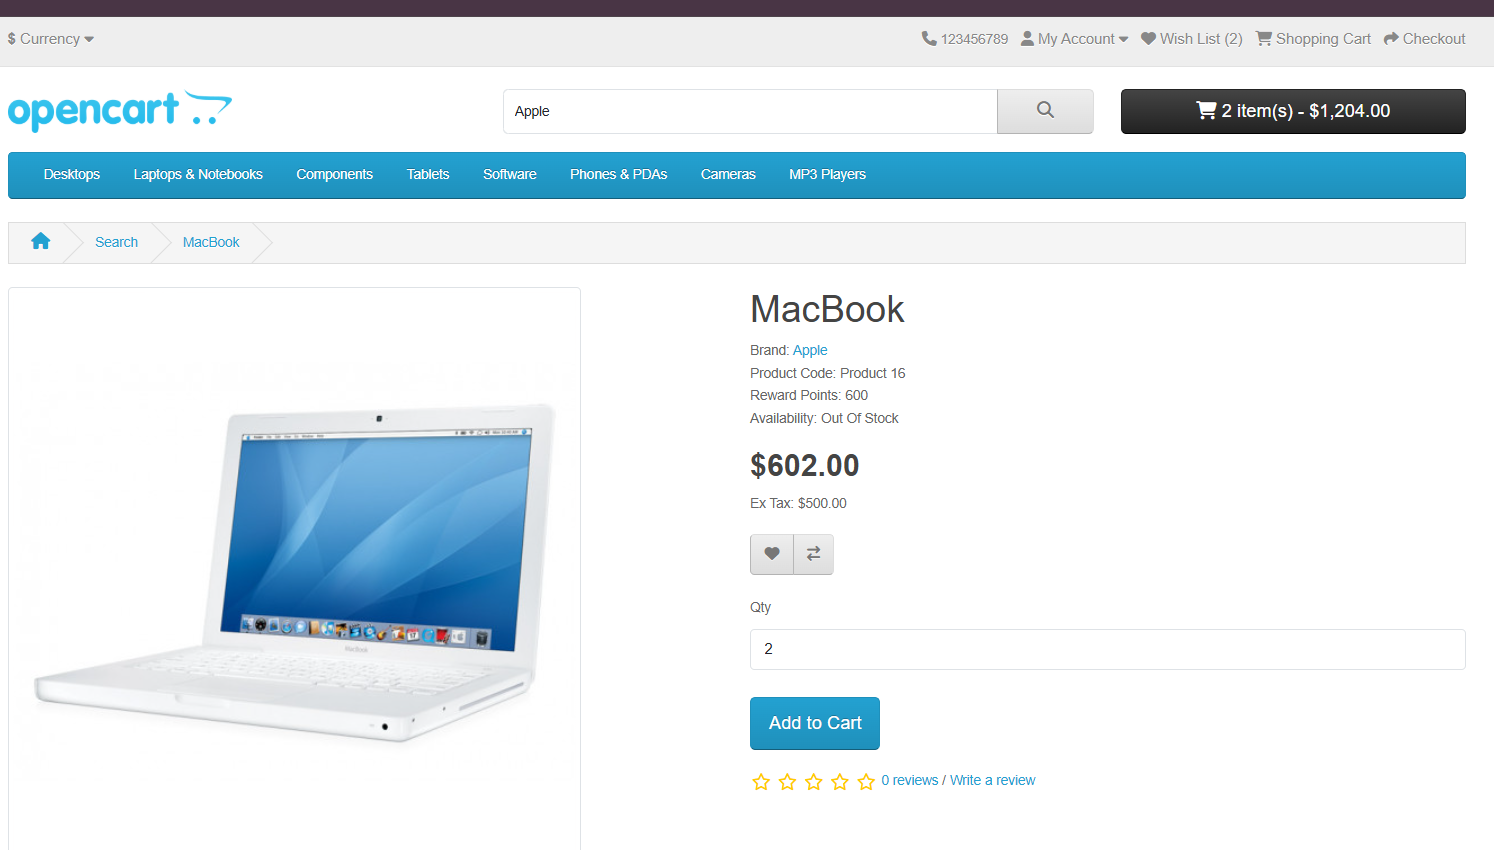 $ Currency
123456789 My Account Wish List (2) Shopping Cart Checkout
opencart
Apple
2 item(s) - $1,204.00
Desktops Laptops & Notebooks Components Tablets Software Phones & PDAs Cameras MP3 Players
Search MacBook
MacBook
Brand: Apple
Product Code: Product 16
Reward Points: 600
Availability: Out Of Stock
$602.00
Ex Tax: $500.00
Qty
2
Add to Cart
0 reviews / Write a review
MacBook